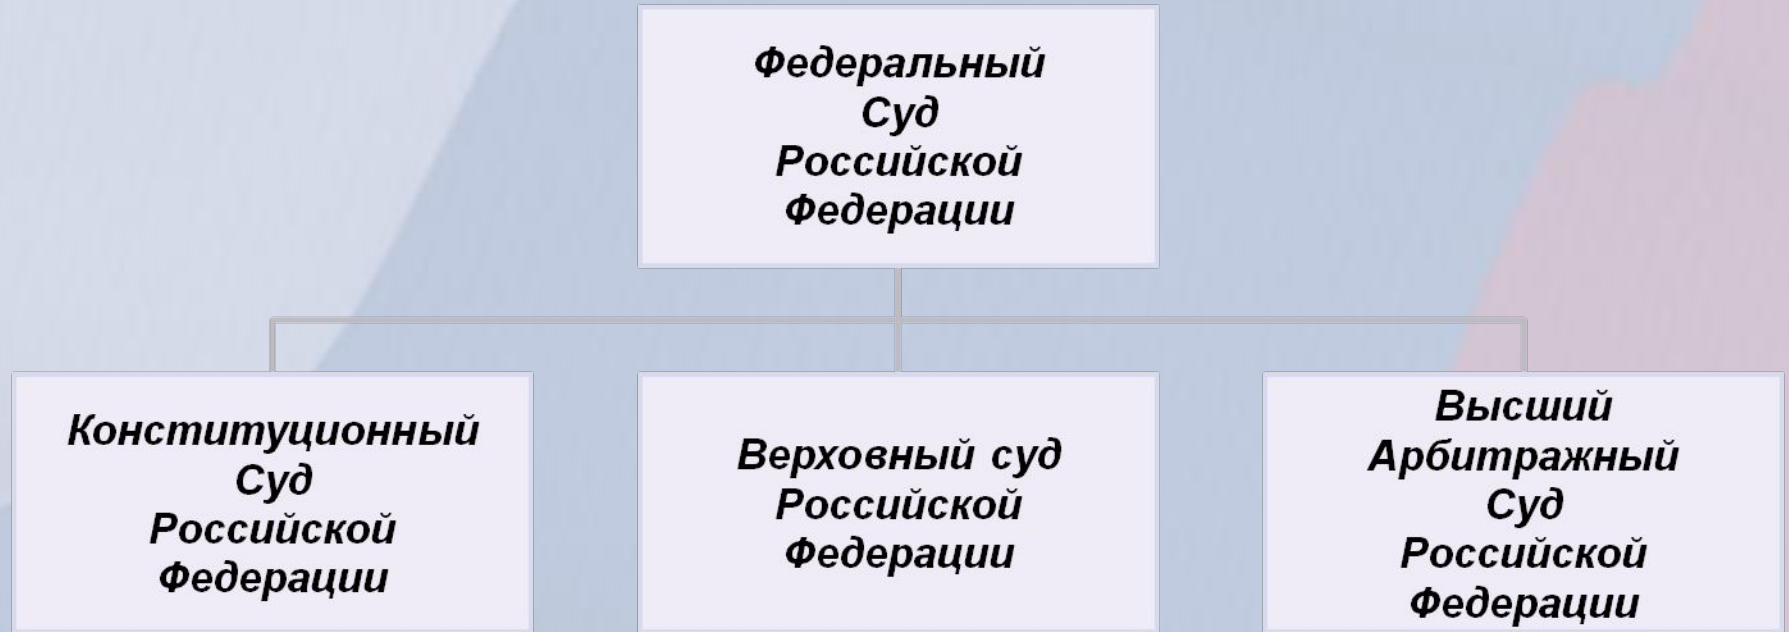 Федеральный
Суд
Российской
Федерации
Конституционный
Суд
Российской
Федерации
Верховный суд
Российской
Федерации
Высший
Арбитражный
Суд
Российской
Федерации